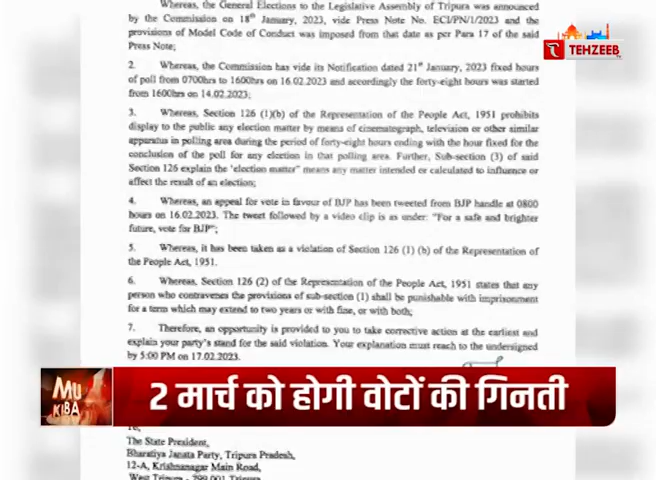 Whereas, the General Elections to the Legislative Assembly of Tripura was announced
by the Commission on 18th January, 2023, vide Press Note No. ECI/PN/1/2023 and the
provisions of Model Code of Conduct was imposed from that date as per Para 17 of the said
Press Note;
TEHZEEB
2. Whereas, the Commission has vide its Notification dated 21st January, 2023 fixed hours
of poll from 0700hrs to 1600hrs on 16.02.2023 and accordingly the forty-eight hours was started
from 1600hrs on 14.02.2023;
3. Whereas, Section 126 (1)(b) of the Representation of the People Act, 1951 prohibits
display to the public any election matter by means of cinematograph, television or other similar
apparatus in polling area during the period of forty-eight hours ending with the hour fixed for
the conclusion of the poll for any election in that polling area. Further, Sub-section (3) of said
Section 126 explain the 'election matter" means any matter intended or calculated to influence or
affect the result of an election;
4. Whereas, an appeal for vote in favour of BJP has been tweeted from BJP handle at 0800
hours on 16.02.2023. The tweet followed by a video clip is as under: "For a safe and brighter
future, vote for BJP";
5. Whereas, it has been taken as a violation of Section 126 (1) (b) of the Representation of
the People Act, 1951.
6. Whereas, Section 126 (2) of the Representation of the People Act, 1951 states that any
person who contravenes the provisions of sub-section (1) shall be punishable with imprisonment
for a term which may extend to two years or with fine, or with both;
7. Therefore, an opportunity is provided to you to take corrective action at the earliest and
explain your party's stand for the said violation. Your explanation must reach to the undersigned
by 5:00 PM on 17.02.2023.
MU
KIBA
2 मार्च को होगी वोटों की गिनती
To,
The State President,
Bharatiya Janata Party, Tripura Pradesh,
12-A, Krishnanagar Main Road,
West Tripura - 799 001 Tripura